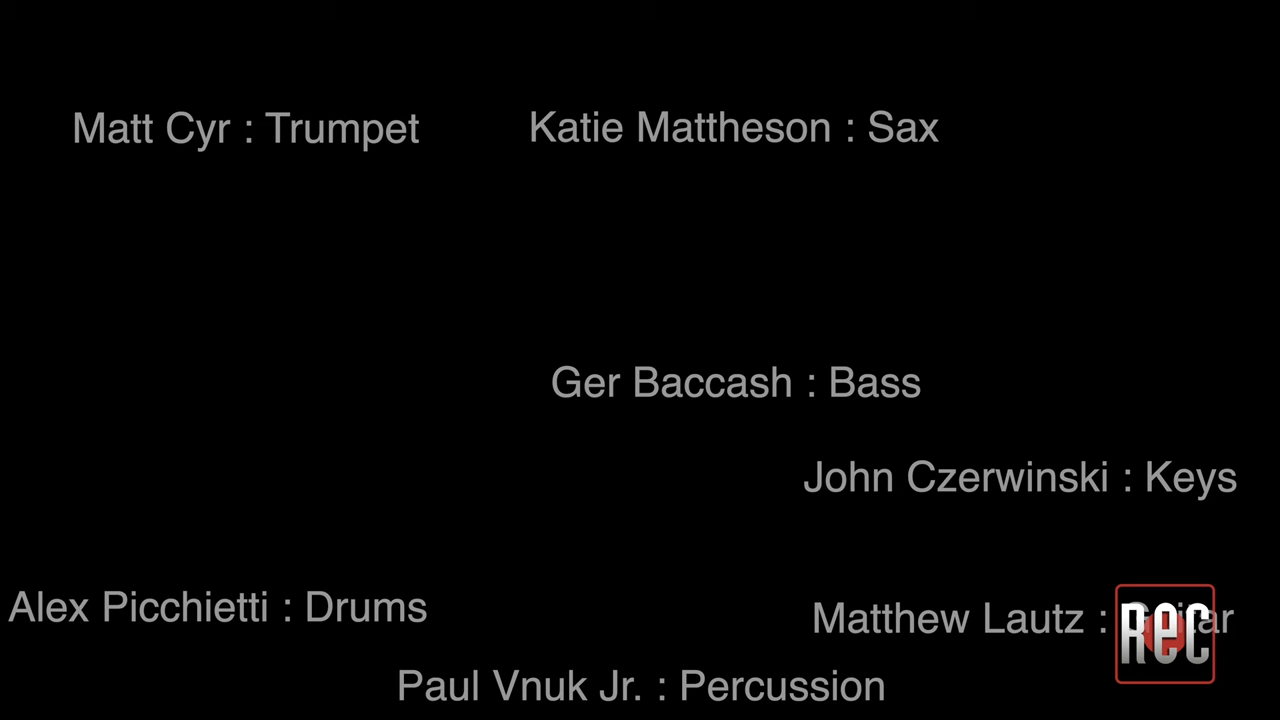 Matt Cyr : Trumpet
Katie Mattheson : Sax
Ger Baccash : Bass
John Czerwinski : Keys
Alex Picchietti : Drums
Matthew Lautz : Guitar
REC
Paul Vnuk Jr. : Percussion